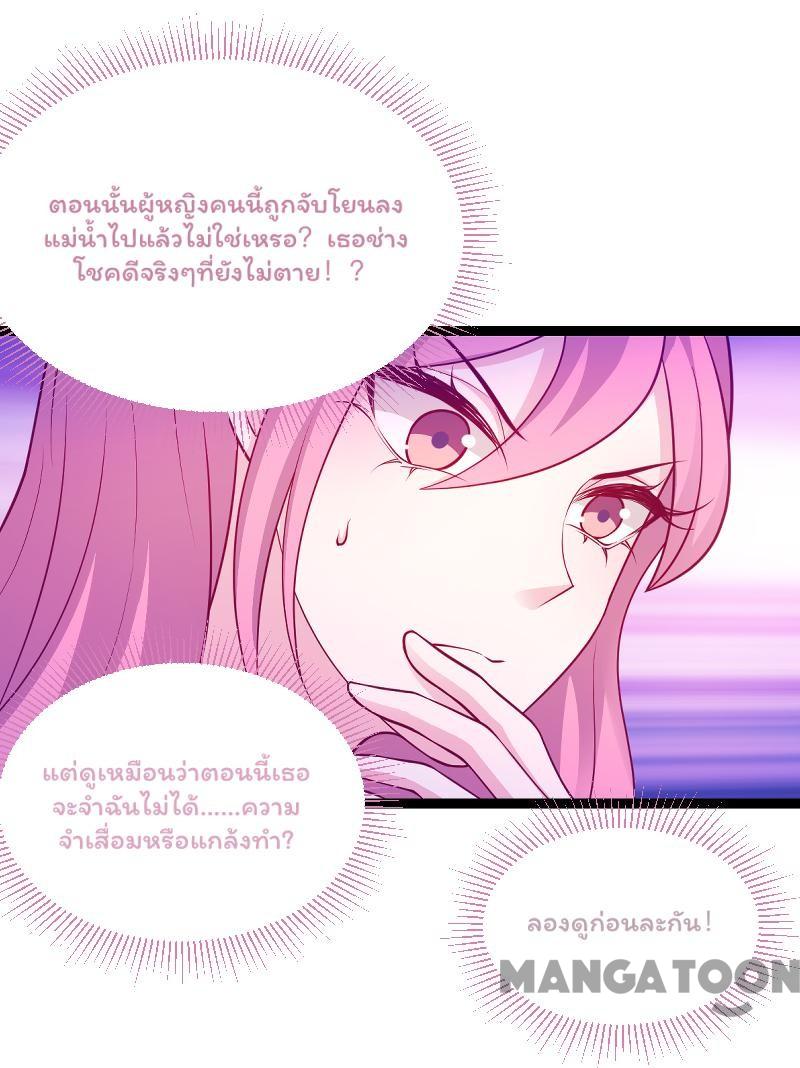 ตอนนั้นผู้หญิงคนนี้ถูกจับโยนลง
แม่น้ำไปแล้วไม่ใช่เหรอ? เธอช่าง
โชคดีจริงๆที่ยังไม่ตาย! ?
แต่ดูเหมือนว่าตอนนี้เธอ
จะจำฉันไม่ได้......ความ
จำเสื่อมหรือแกล้งทำ?
ลองดูก่อนละกัน!
MANGATOON